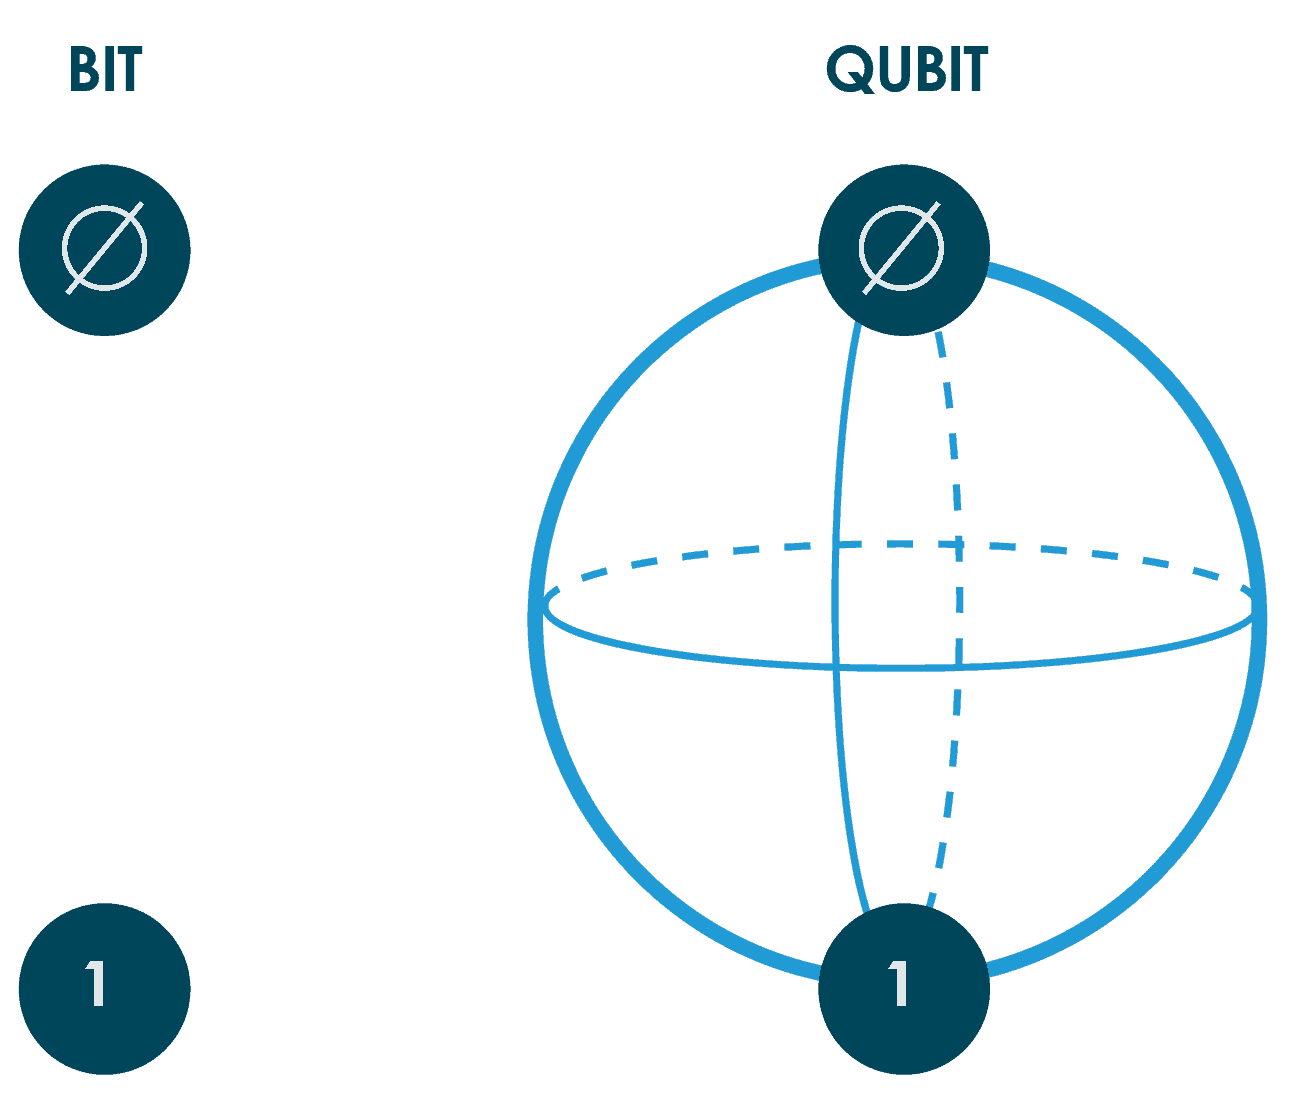 BIT QUBIT
Ø Ø
1 1